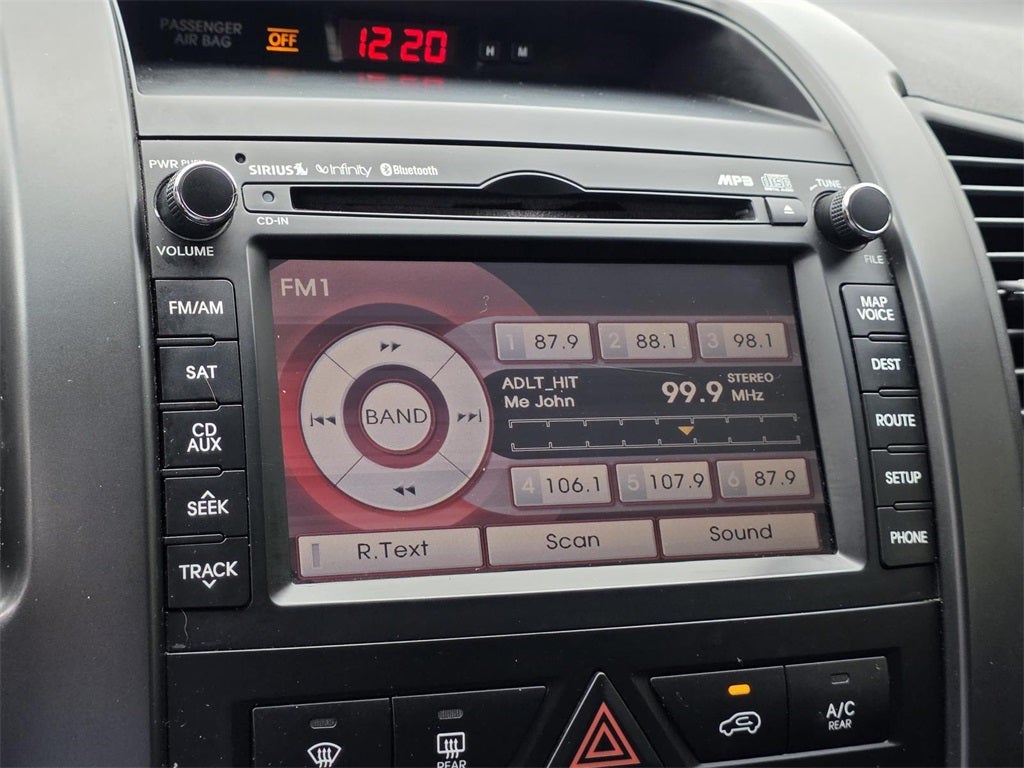 PASSENGER
AIR BAG
OFF
12 20
H
M
PWR PUSH
SIRIUS
Infinity
Bluetooth
MP3
disc
TUNE
CD-IN
VOLUME
FILE
FM/AM
SAT
CD
AUX
SEEK
TRACK
FM1
1 87.9
2 88.1
3 98.1
BAND
ADLT_HIT
Me John
99.9 MHz
STEREO
4 106.1
5 107.9
6 87.9
R.Text
Scan
Sound
MAP
VOICE
DEST
ROUTE
SETUP
PHONE
REAR
A/C
REAR